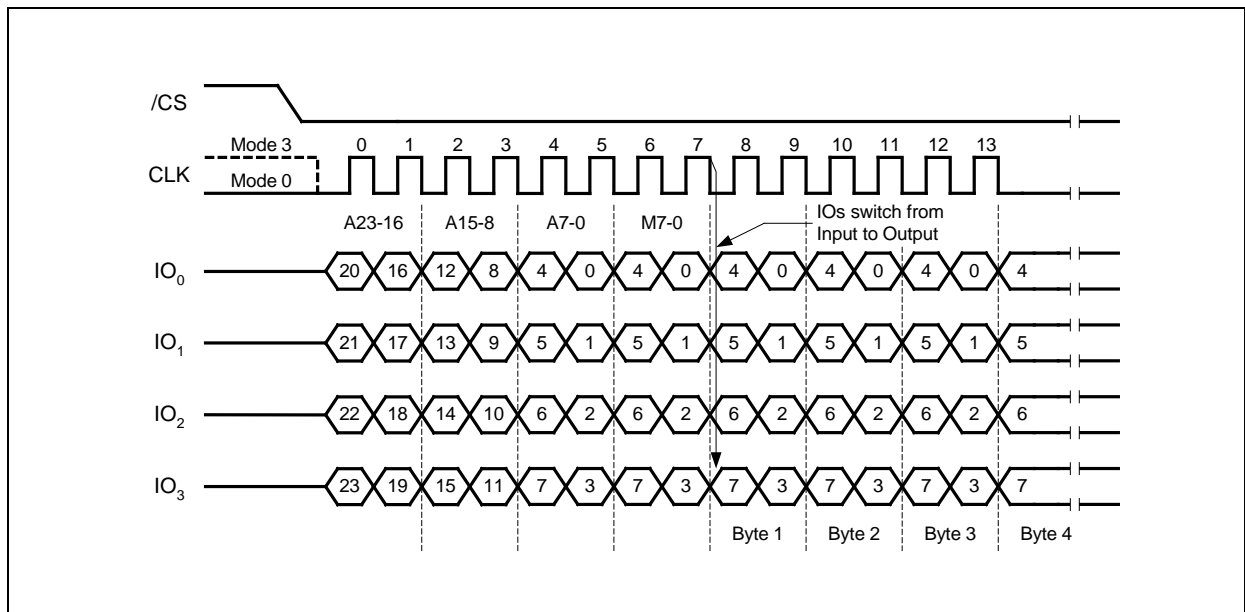 /CS
Mode 3
0 1 2 3 4 5 6 7 8 9 10 11 12 13
CLK
Mode 0
A23-16 A15-8 A7-0 M7-0
IOs switch from
Input to Output
IO0 20 16 12 8 4 0 4 0 4 0 4 0 4 0 4
IO1 21 17 13 9 5 1 5 1 5 1 5 1 5 1 5
IO2 22 18 14 10 6 2 6 2 6 2 6 2 6 2 6
IO3 23 19 15 11 7 3 7 3 7 3 7 3 7 3 7
Byte 1 Byte 2 Byte 3 Byte 4